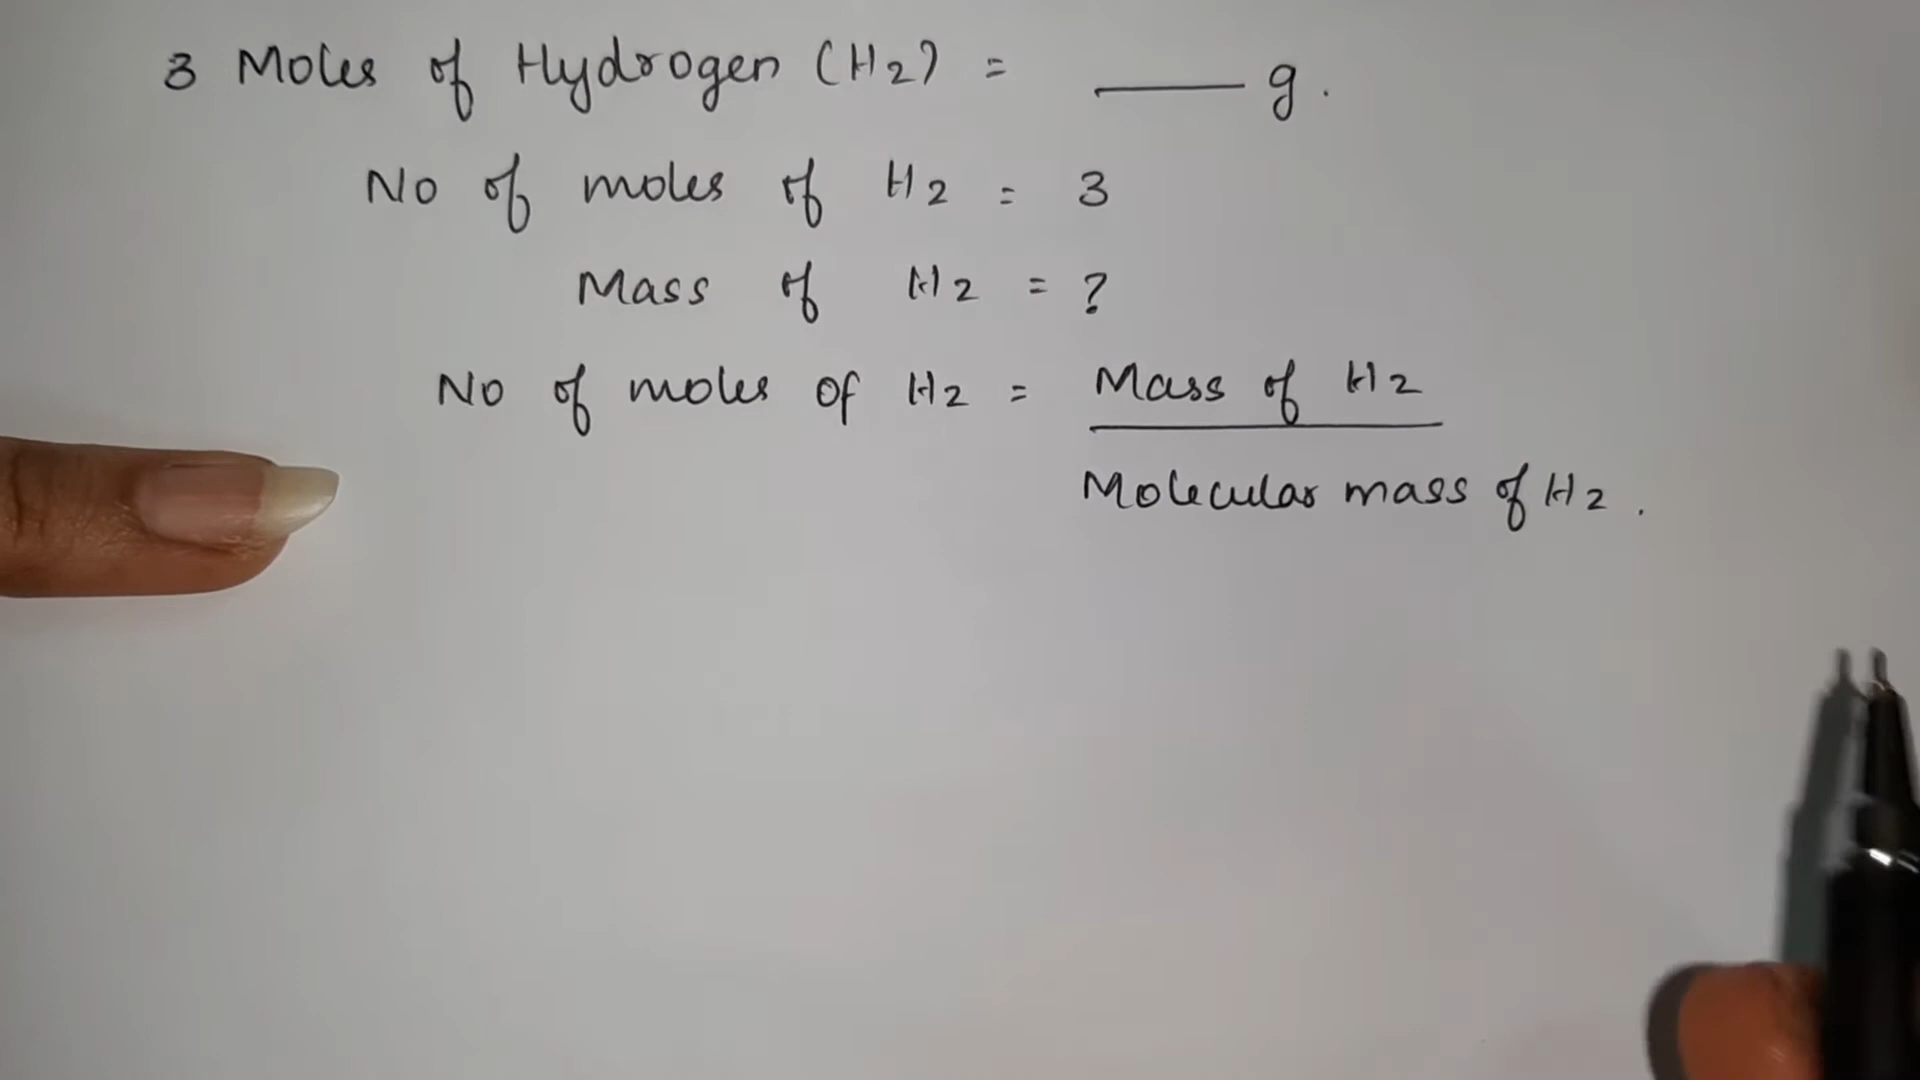 3 Moles of Hydrogen (H2) = ____ g.
No of moles of H2 = 3
Mass of H2 = ?
No of moles of H2 = Mass of H2
Molecular mass of H2.